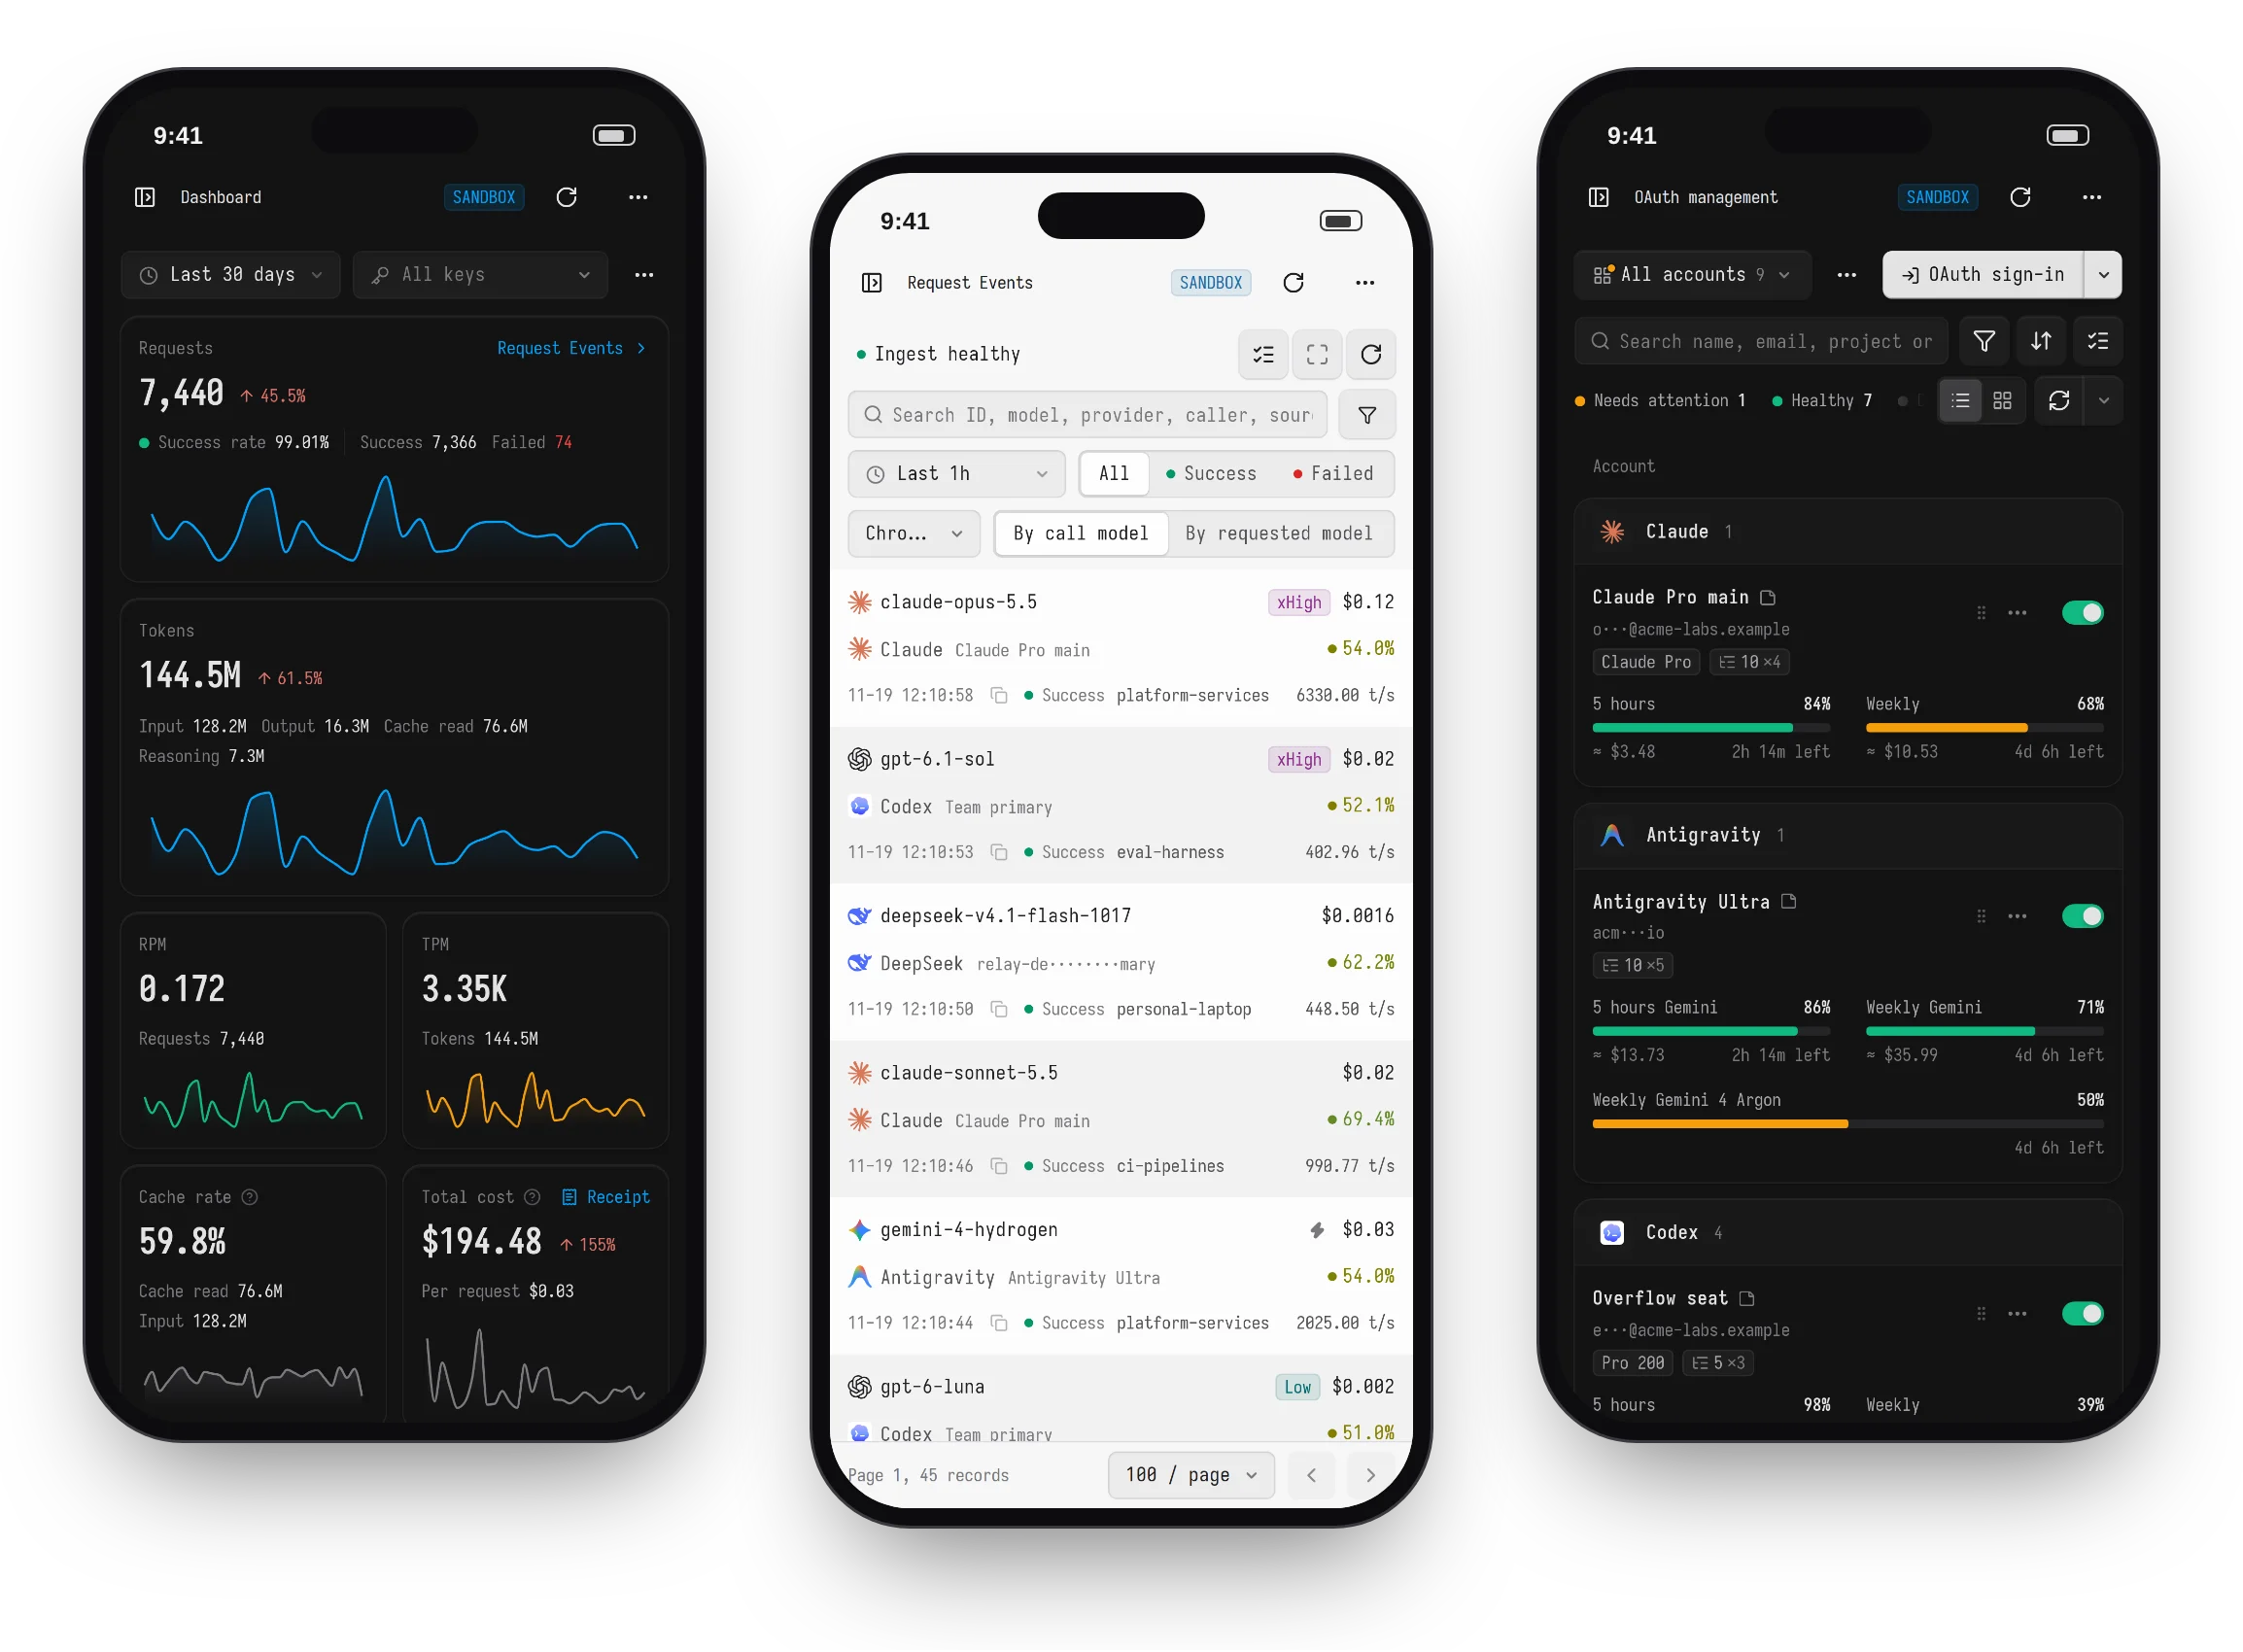 9:41
Dashboard SANDBOX
Last 30 days All keys
Requests Request Events
7,440 ↑ 45.5%
Success rate 99.01% Success 7,366 Failed 74
Tokens
144.5M ↑ 61.5%
Input 128.2M Output 16.3M Cache read 76.6M
Reasoning 7.3M
RPM
0.172
Requests 7,440
TPM
3.35K
Tokens 144.5M
Cache rate
59.8%
Cache read 76.6M
Input 128.2M
Total cost Receipt
$194.48 ↑ 155%
Per request $0.03
9:41
Request Events SANDBOX
Ingest healthy
Search ID, model, provider, caller, sour
Last 1h All Success Failed
Chro... By call model By requested model
claude-opus-5.5 xHigh $0.12
Claude Claude Pro main 54.0%
11-19 12:10:58 Success platform-services 6330.00 t/s
gpt-6.1-sol xHigh $0.02
Codex Team primary 52.1%
11-19 12:10:53 Success eval-harness 402.96 t/s
deepseek-v4.1-flash-1017 $0.0016
DeepSeek relay-de········mary 62.2%
11-19 12:10:50 Success personal-laptop 448.50 t/s
claude-sonnet-5.5 $0.02
Claude Claude Pro main 69.4%
11-19 12:10:46 Success ci-pipelines 990.77 t/s
gemini-4-hydrogen $0.03
Antigravity Antigravity Ultra 54.0%
11-19 12:10:44 Success platform-services 2025.00 t/s
gpt-6-luna Low $0.002
Codex Team primary 51.0%
Page 1, 45 records 100 / page
9:41
OAuth management SANDBOX
All accounts 9 OAuth sign-in
Search name, email, project or
Needs attention 1 Healthy 7
Account
Claude 1
Claude Pro main
o···@acme-labs.example
Claude Pro 10 ×4
5 hours 84% Weekly 68%
≈ $3.48 2h 14m left ≈ $10.53 4d 6h left
Antigravity 1
Antigravity Ultra
acm···io
10 ×5
5 hours Gemini 86% Weekly Gemini 71%
≈ $13.73 2h 14m left ≈ $35.99 4d 6h left
Weekly Gemini 4 Argon 50%
4d 6h left
Codex 4
Overflow seat
e···@acme-labs.example
Pro 200 5 ×3
5 hours 98% Weekly 39%